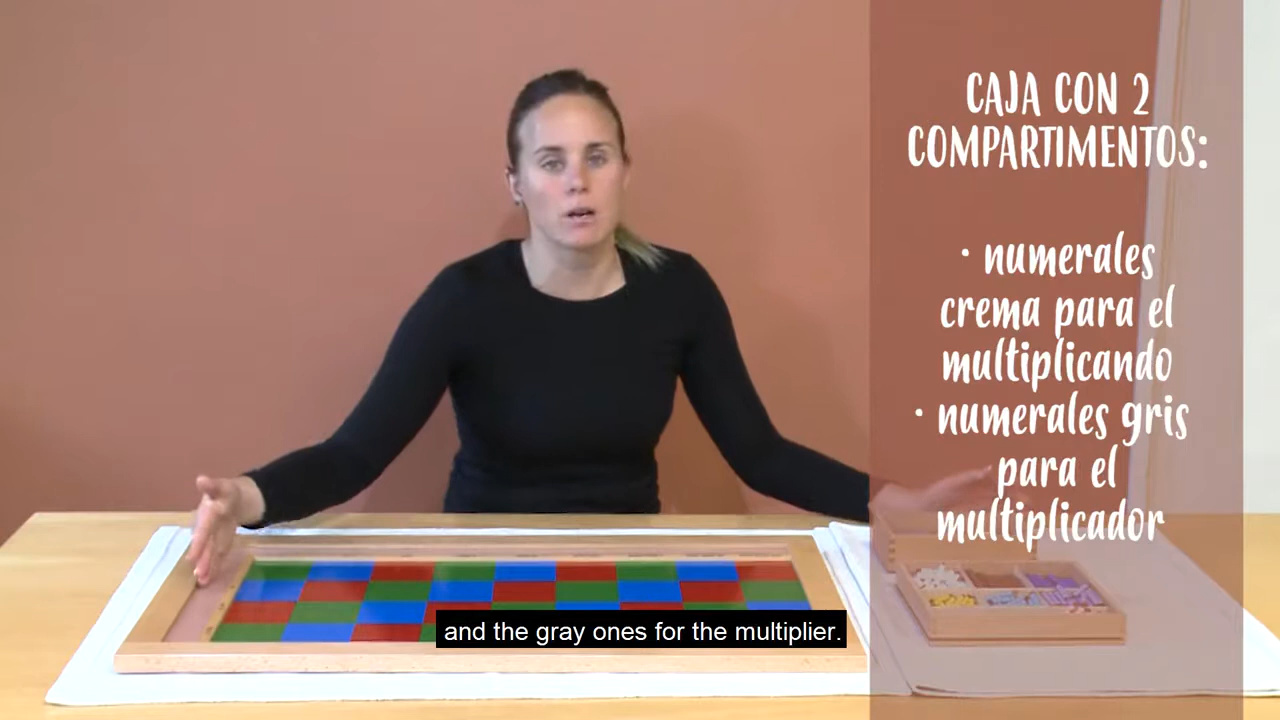 CAJA CON 2
COMPARTIMENTOS:
· numerales
crema para el
multiplicando
· numerales gris
para el
multiplicador
and the gray ones for the multiplier.